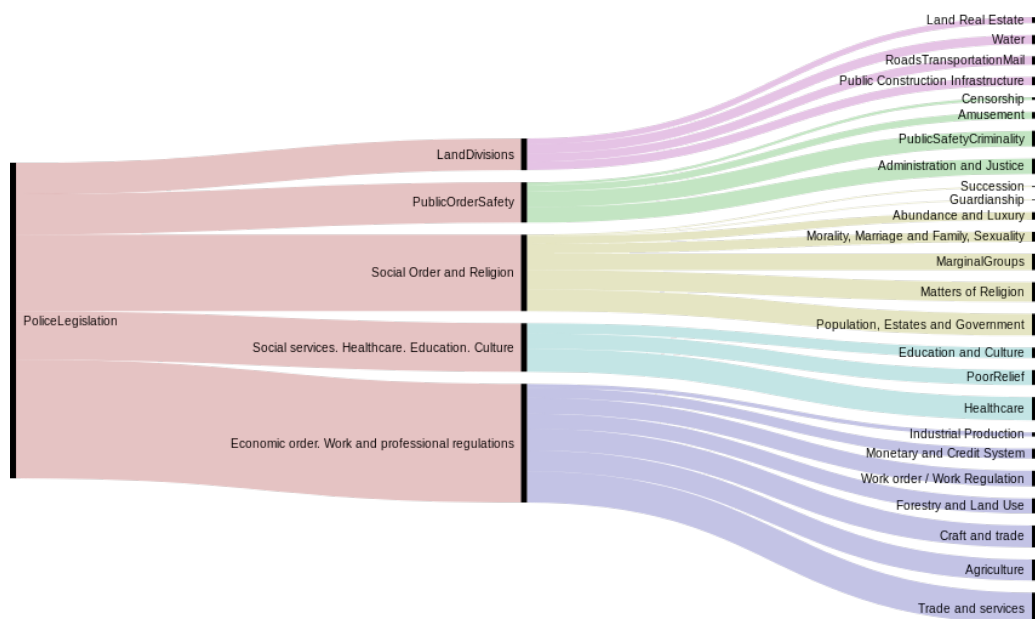 PoliceLegislation
LandDivisions
PublicOrderSafety
Social Order and Religion
Social services. Healthcare. Education. Culture
Economic order. Work and professional regulations
Land Real Estate
Water
RoadsTransportationMail
Public Construction Infrastructure
Censorship
Amusement
PublicSafetyCriminality
Administration and Justice
Succession
Guardianship
Abundance and Luxury
Morality, Marriage and Family, Sexuality
MarginalGroups
Matters of Religion
Population, Estates and Government
Education and Culture
PoorRelief
Healthcare
Industrial Production
Monetary and Credit System
Work order / Work Regulation
Forestry and Land Use
Craft and trade
Agriculture
Trade and services